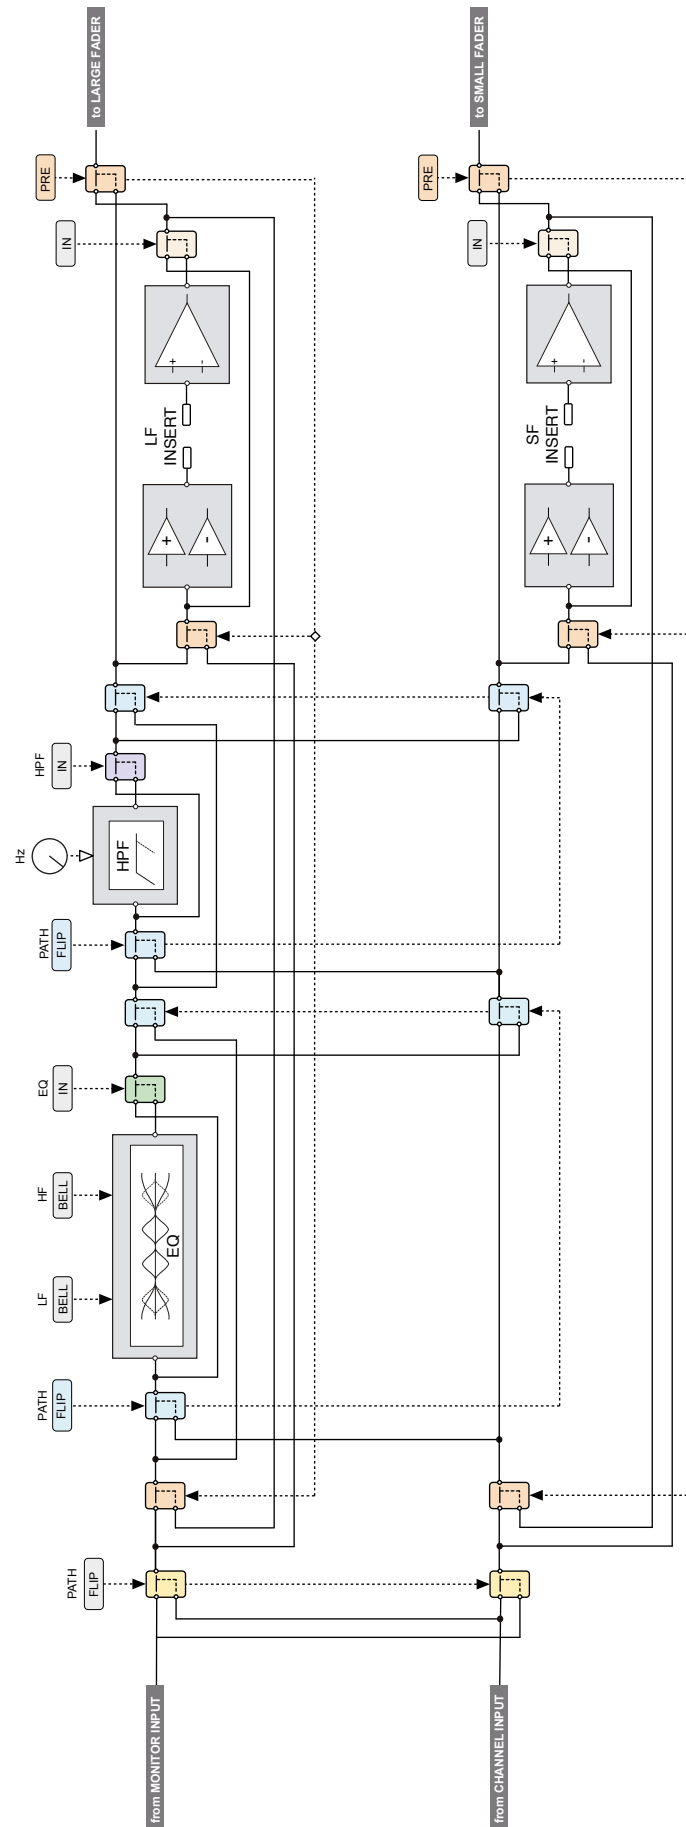 to LARGE FADER
to SMALL FADER
PRE
PRE
IN
IN
+
-
+
-
LF
INSERT
SF
INSERT
+
-
+
-
HPF
IN
Hz
HPF
PATH
FLIP
EQ
IN
HF
BELL
EQ
LF
BELL
PATH
FLIP
PATH
FLIP
from MONITOR INPUT
from CHANNEL INPUT